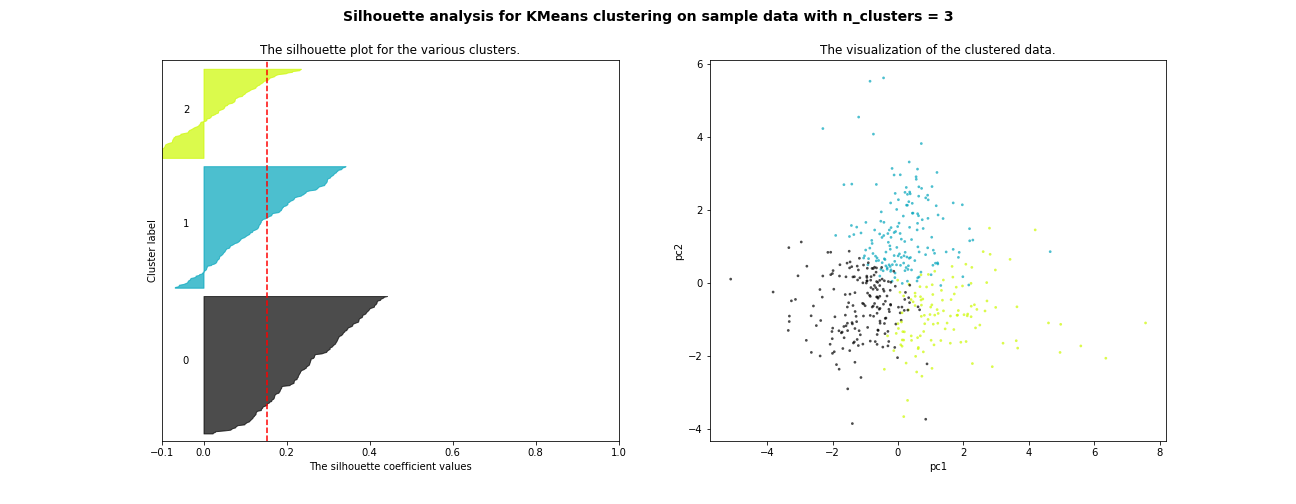 Silhouette analysis for KMeans clustering on sample data with n_clusters = 3
The silhouette plot for the various clusters.
2
1
0
Cluster label
−0.1 0.0 0.2 0.4 0.6 0.8 1.0
The silhouette coefficient values
The visualization of the clustered data.
6
4
2
0
−2
−4
pc2
−4 −2 0 2 4 6 8
pc1